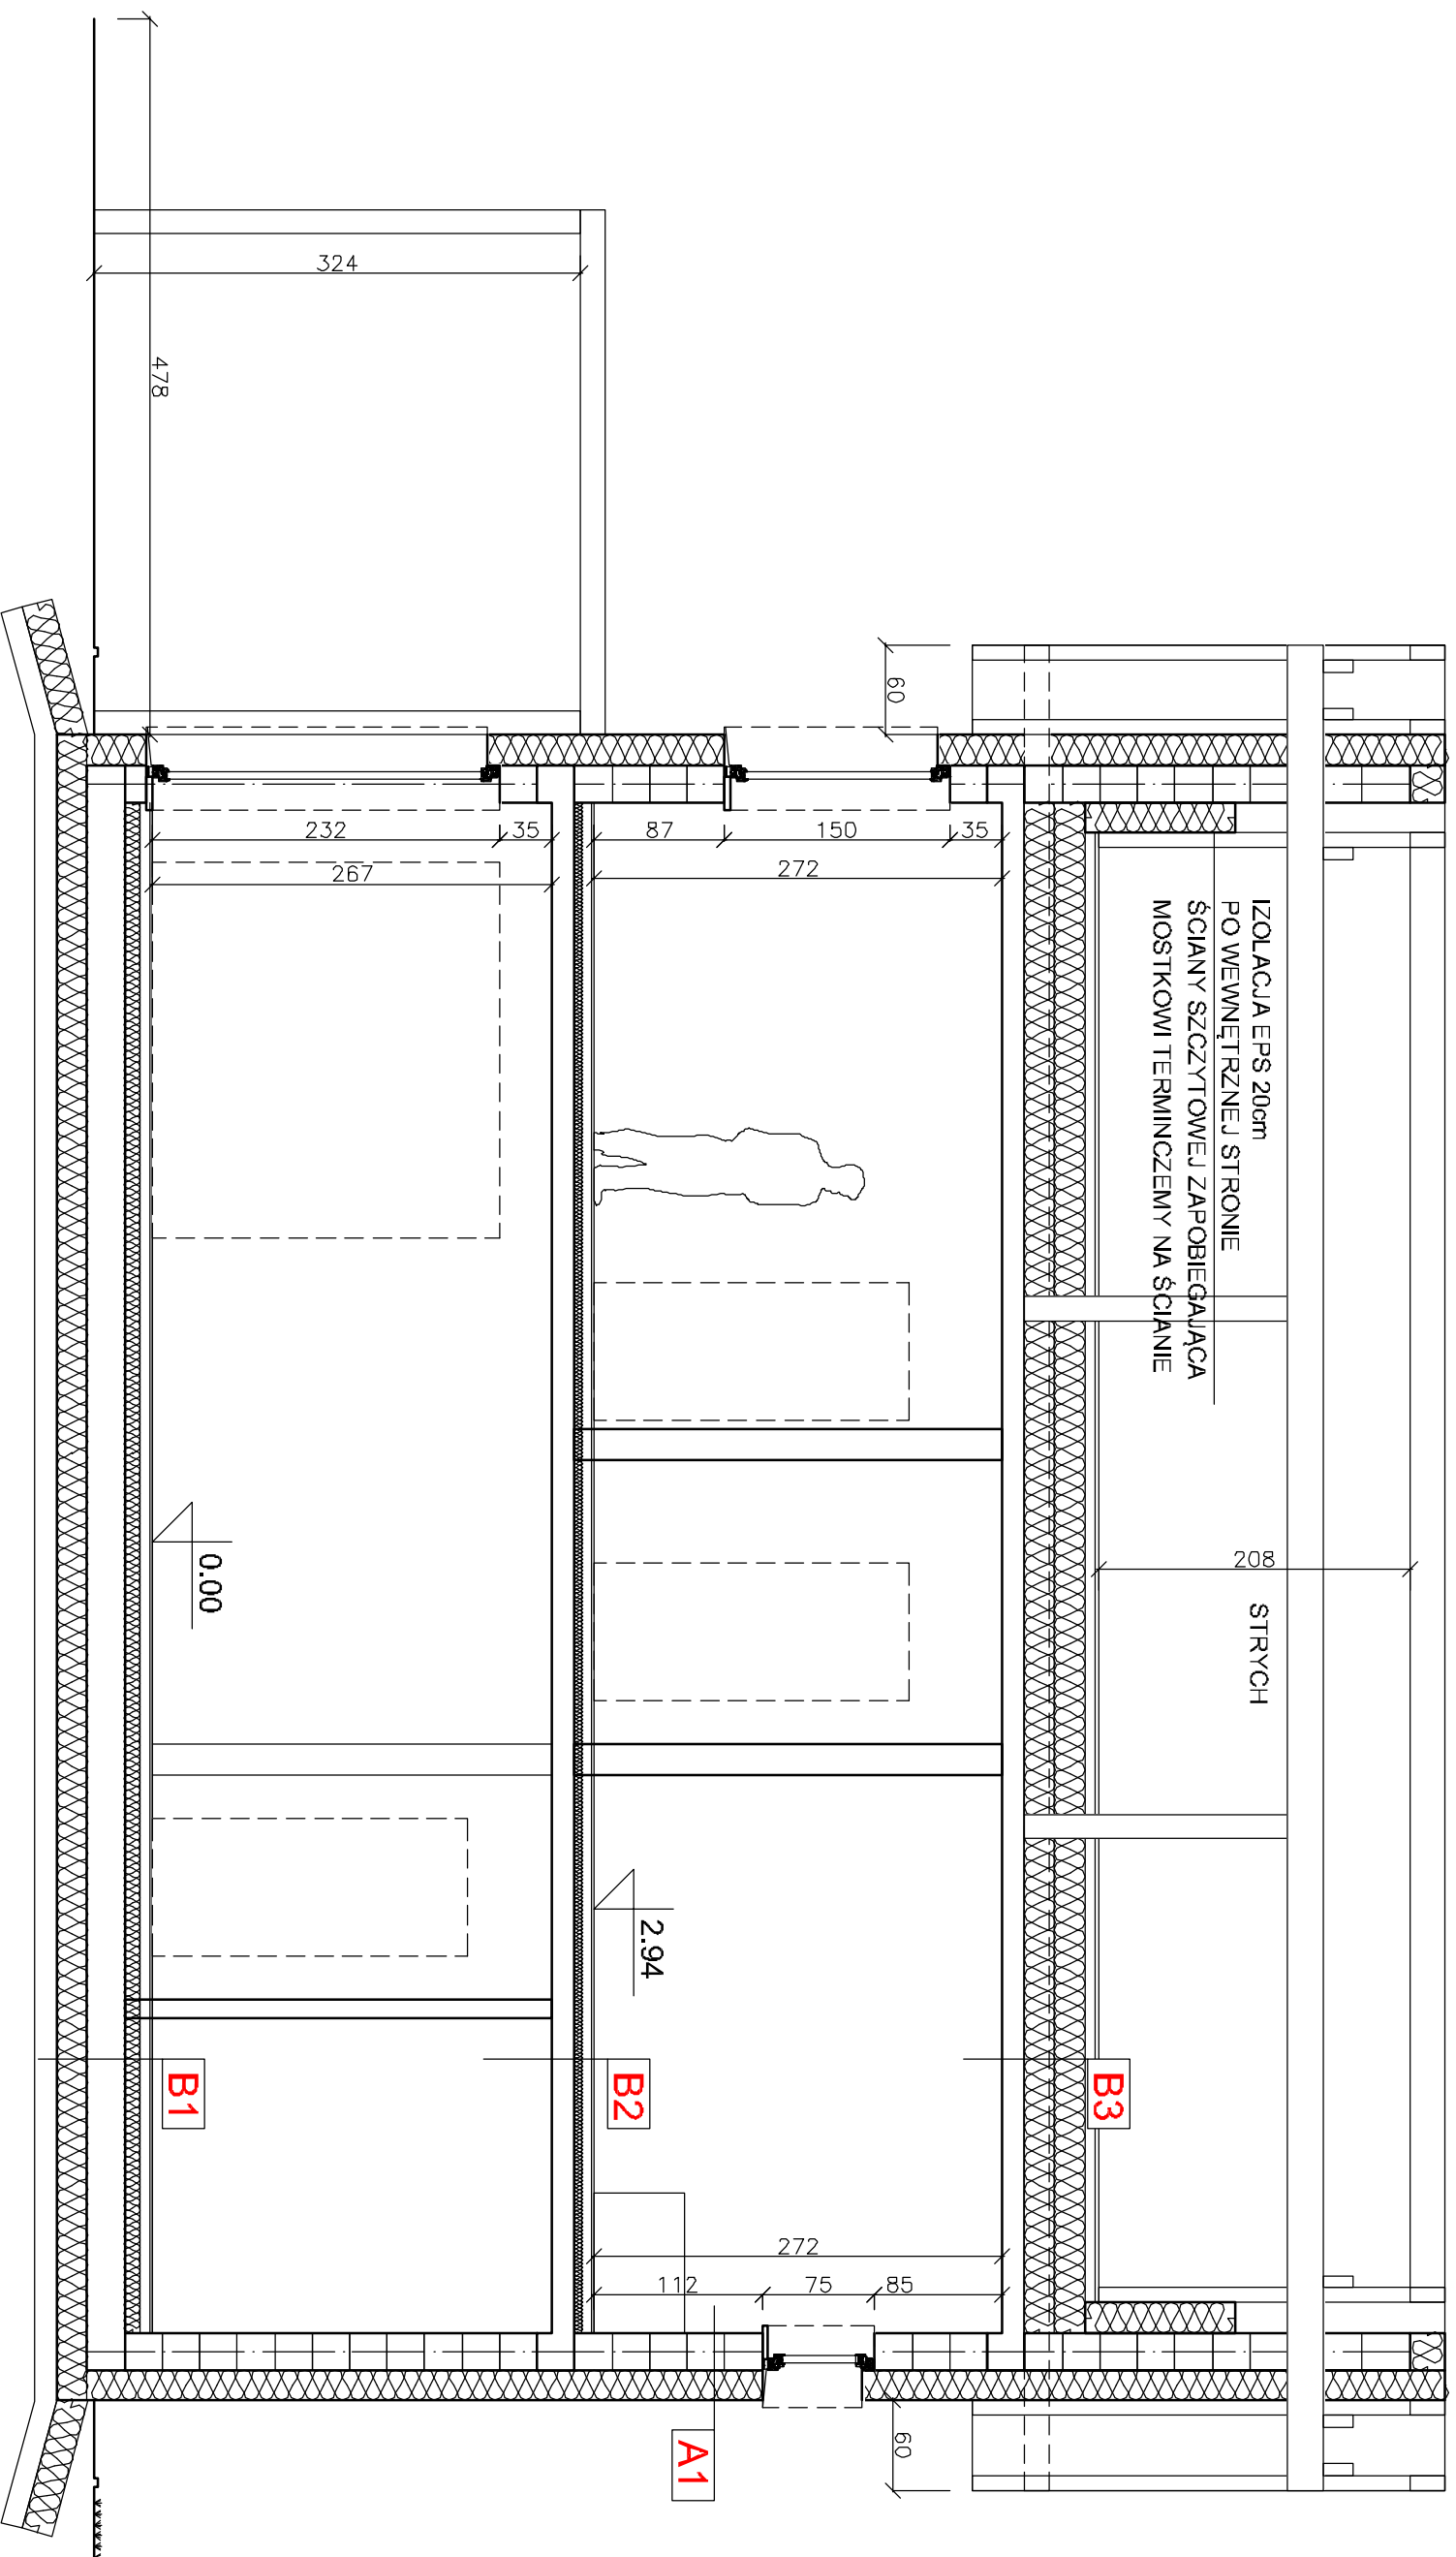 IZOLACJA EPS 20cm
PO WEWNĘTRZNEJ STRONIE
ŚCIANY SZCZYTOWEJ ZAPOBIEGAJĄCA
MOSTKOWI TERMINCZEMY NA ŚCIANIE
STRYCH
208
60
60
35
150
87
272
272
85
75
112
2.94
B3
B2
A1
324
478
35
232
267
0.00
B1